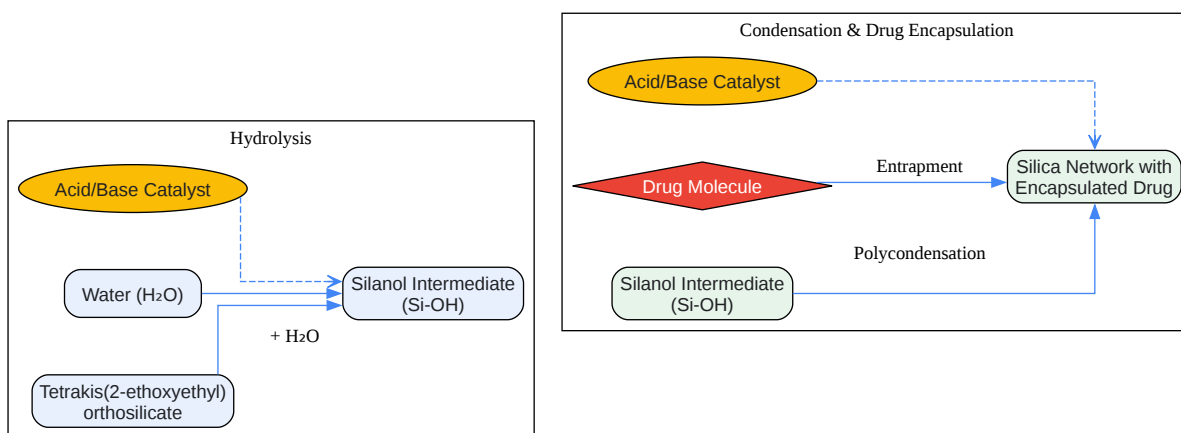 Hydrolysis
Acid/Base Catalyst
Water (H₂O)
Silanol Intermediate
(Si-OH)
+ H₂O
Tetrakis(2-ethoxyethyl)
orthosilicate
Condensation & Drug Encapsulation
Acid/Base Catalyst
Drug Molecule
Entrapment
Silica Network with
Encapsulated Drug
Polycondensation
Silanol Intermediate
(Si-OH)